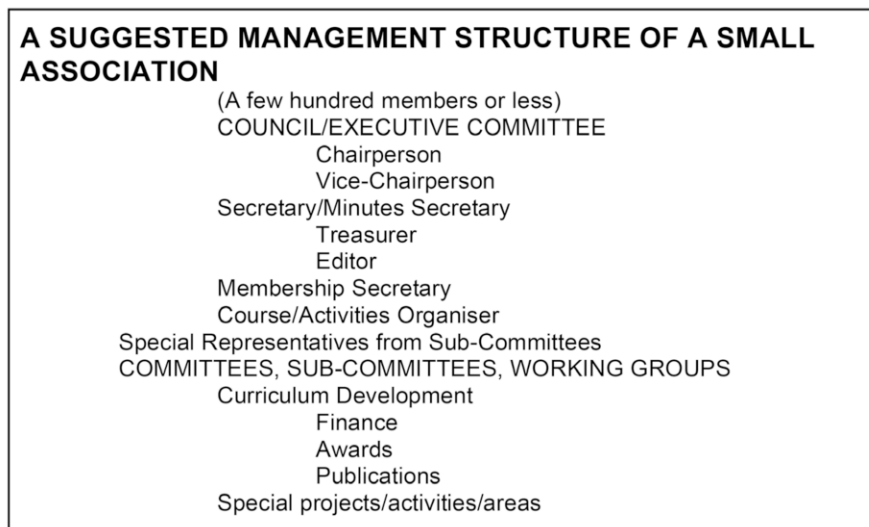 A SUGGESTED MANAGEMENT STRUCTURE OF A SMALL
ASSOCIATION
(A few hundred members or less)
COUNCIL/EXECUTIVE COMMITTEE
Chairperson
Vice-Chairperson
Secretary/Minutes Secretary
Treasurer
Editor
Membership Secretary
Course/Activities Organiser
Special Representatives from Sub-Committees
COMMITTEES, SUB-COMMITTEES, WORKING GROUPS
Curriculum Development
Finance
Awards
Publications
Special projects/activities/areas